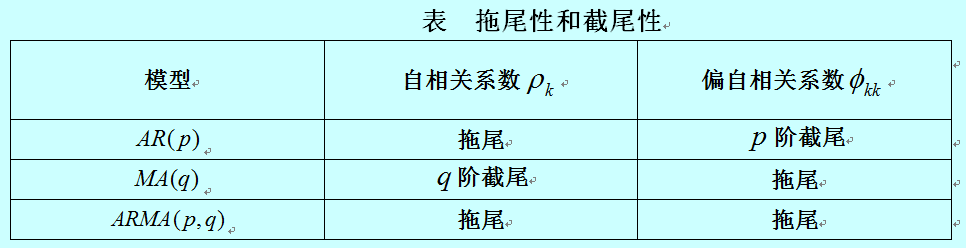 表 拖尾性和截尾性
模型 自相关系数 ρk 偏自相关系数 ϕkk
AR(p) 拖尾 p 阶截尾
MA(q) q 阶截尾 拖尾
ARMA(p,q) 拖尾 拖尾